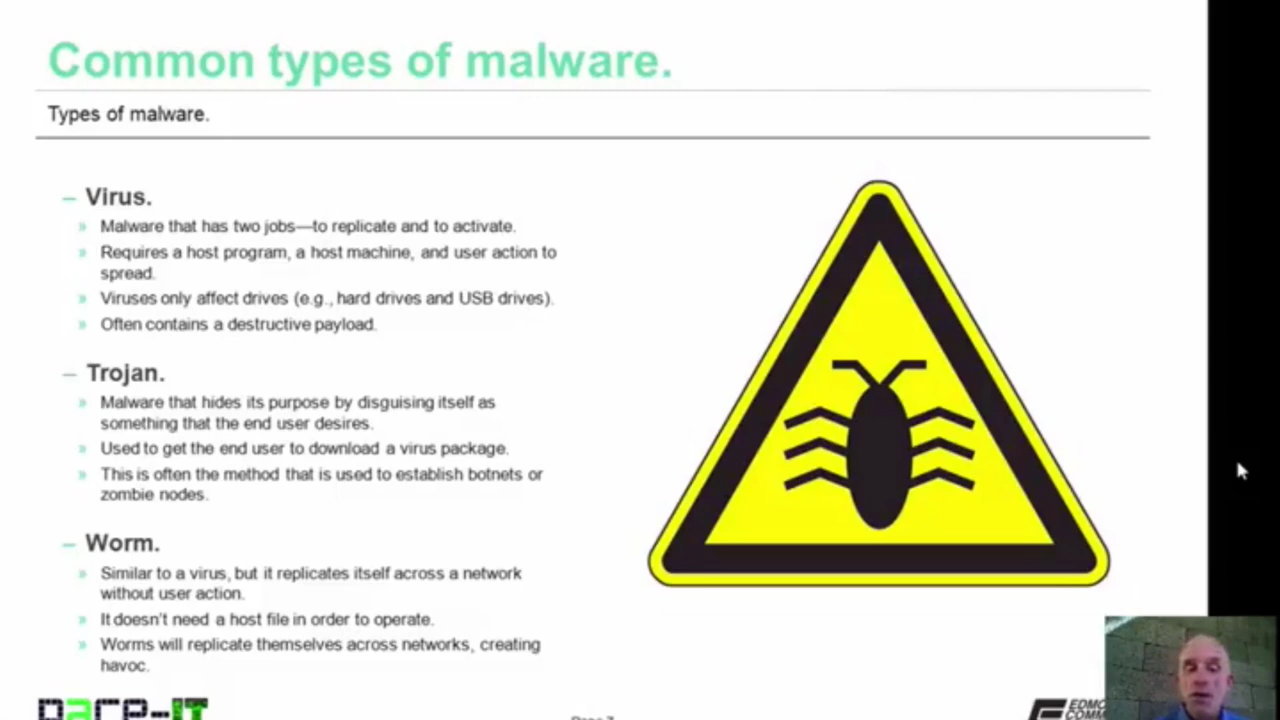 Common types of malware.
Types of malware.
– Virus.
» Malware that has two jobs—to replicate and to activate.
» Requires a host program, a host machine, and user action to
spread.
» Viruses only affect drives (e.g., hard drives and USB drives).
» Often contains a destructive payload.
– Trojan.
» Malware that hides its purpose by disguising itself as
something that the end user desires.
» Used to get the end user to download a virus package.
» This is often the method that is used to establish botnets or
zombie nodes.
– Worm.
» Similar to a virus, but it replicates itself across a network
without user action.
» It doesn't need a host file in order to operate.
» Worms will replicate themselves across networks, creating
havoc.
pace-IT
Page 7